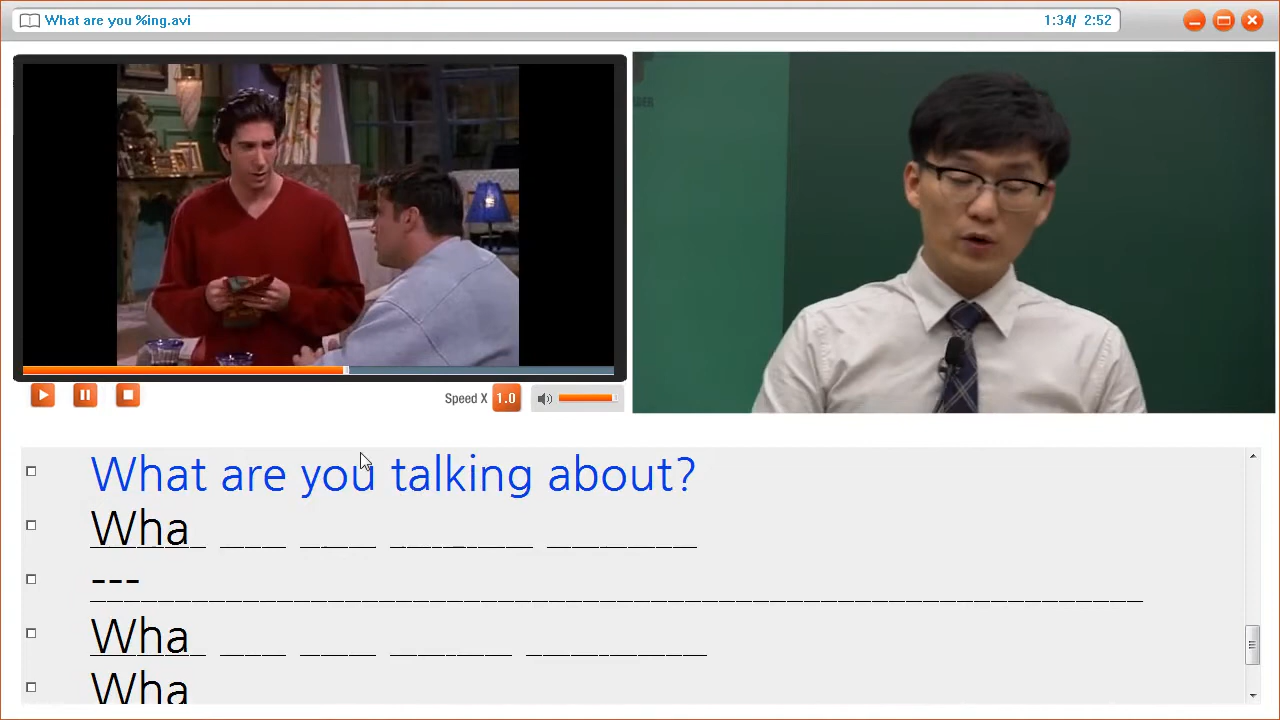 What are you %ing.avi
1:34/ 2:52
Speed X 1.0
What are you talking about?
Wha
---
Wha
Wha